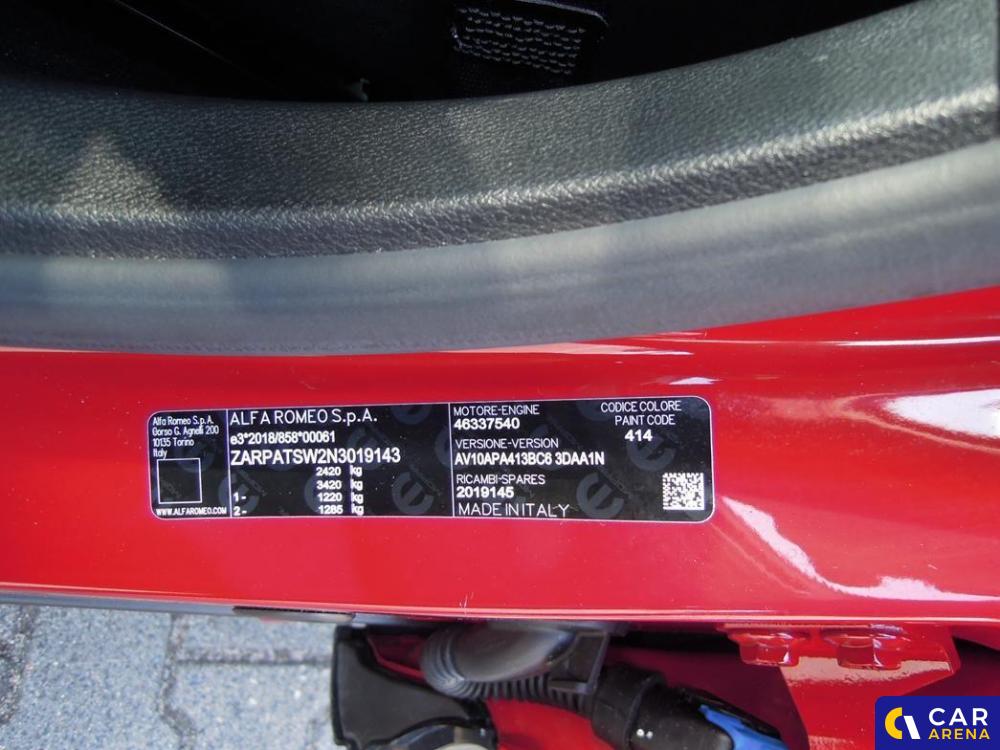 Alfa Romeo S.p.A.
Corso G. Agnelli 200
10135 Torino
Italy
WWW.ALFAROMEO.COM
ALFA ROMEO S.p.A.
e3*2018/858*00061
ZARPATSW2N3019143
2420 kg
3420 kg
1- 1220 kg
2- 1285 kg
MOTORE-ENGINE
46337540
VERSIONE-VERSION
AV10APA413BC6 3DAA1N
RICAMBI-SPARES
2019145
MADE IN ITALY
CODICE COLORE
PAINT CODE
414
CAR
ARENA